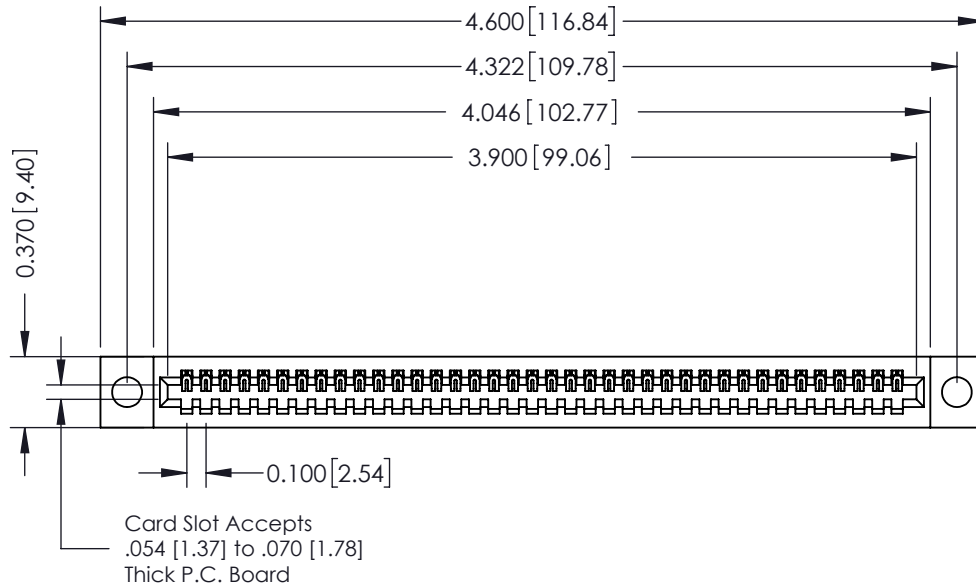 4.600 [116.84]
4.322 [109.78]
4.046 [102.77]
3.900 [99.06]
0.370 [9.40]
0.100 [2.54]
Card Slot Accepts
.054 [1.37] to .070 [1.78]
Thick P.C. Board